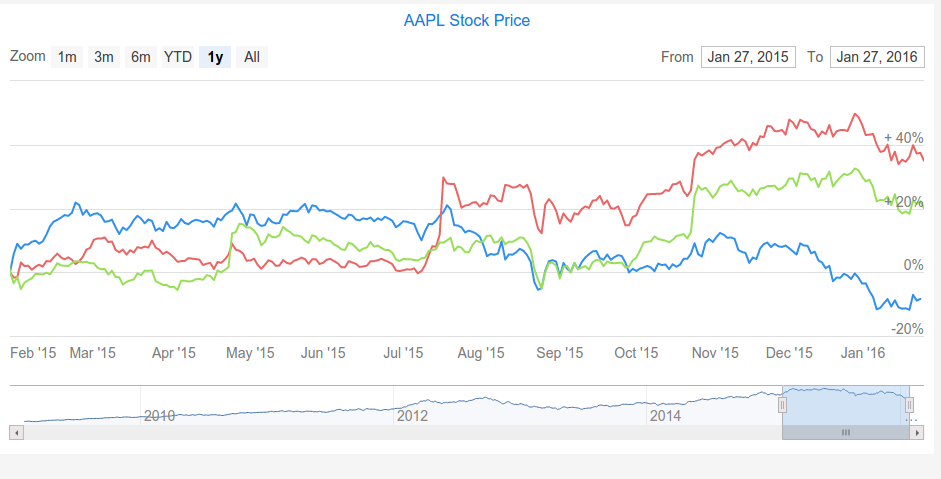 AAPL Stock Price
Zoom 1m 3m 6m YTD 1y All From Jan 27, 2015 To Jan 27, 2016
+ 40%
+ 20%
0%
-20%
Feb '15 Mar '15 Apr '15 May '15 Jun '15 Jul '15 Aug '15 Sep '15 Oct '15 Nov '15 Dec '15 Jan '16
2010 2012 2014 ...